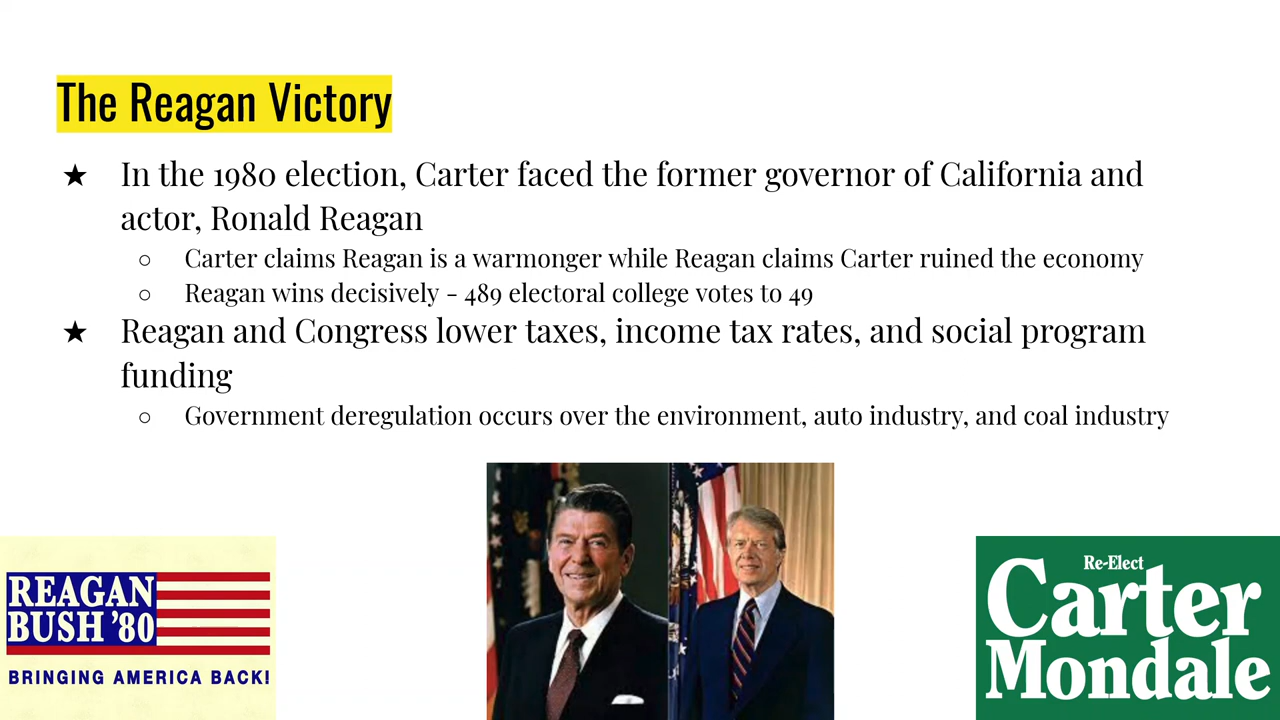 The Reagan Victory
★ In the 1980 election, Carter faced the former governor of California and
actor, Ronald Reagan
○ Carter claims Reagan is a warmonger while Reagan claims Carter ruined the economy
○ Reagan wins decisively - 489 electoral college votes to 49
★ Reagan and Congress lower taxes, income tax rates, and social program
funding
○ Government deregulation occurs over the environment, auto industry, and coal industry
REAGAN
BUSH '80
BRINGING AMERICA BACK!
Re-Elect
Carter
Mondale